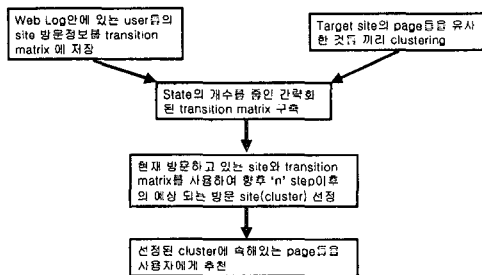 Web Log안에 있는 user들의
site 방문정보를 transition
matrix 에 저장
Target site의 page들을 유사
한 것들 끼리 clustering
State의 개수를 줄인 간략화
된 transition matrix 구축
현재 방문하고 있는 site와 transition
matrix를 사용하여 향후 'n' step이후
의 예상 되는 방문 site(cluster) 선정
선정된 cluster에 속해있는 page들을
사용자에게 추천